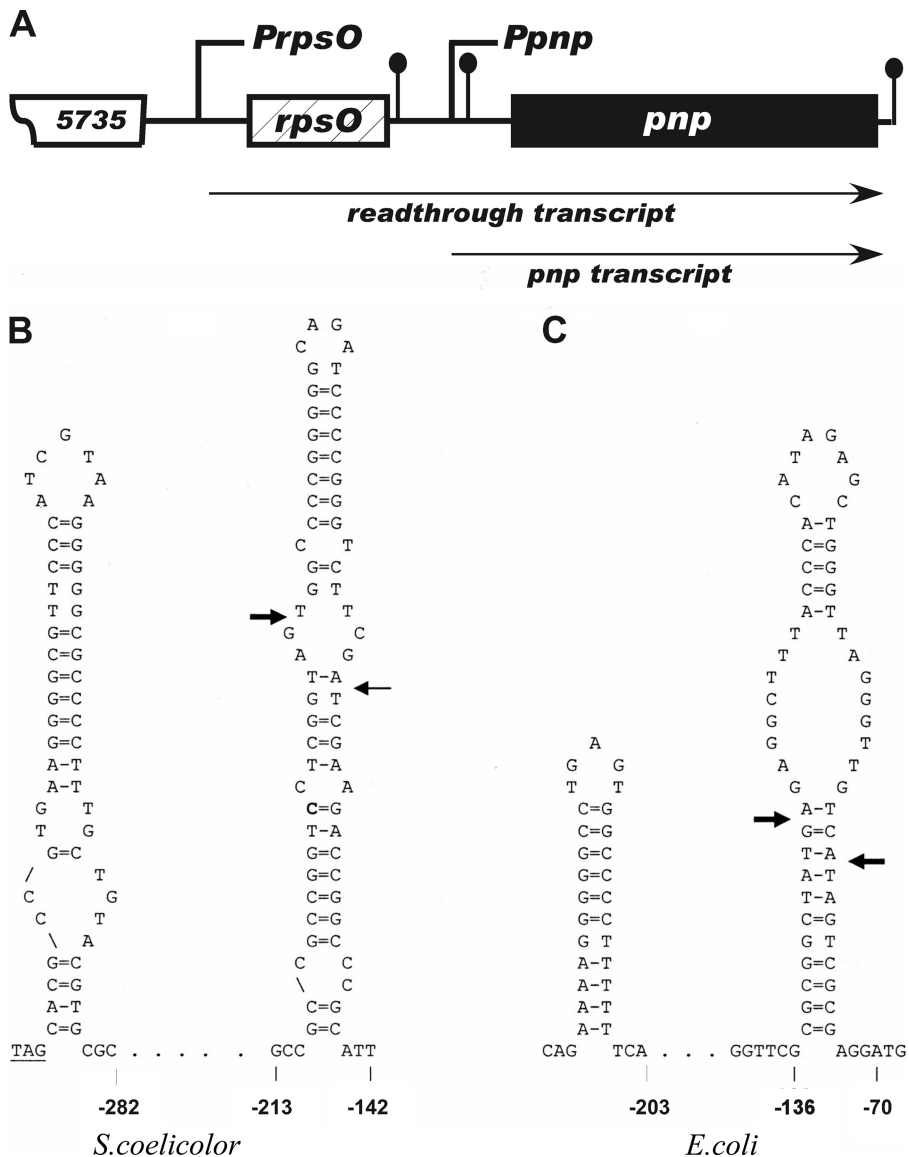 A
PrpsO Ppnp
5735 rpsO pnp
readthrough transcript
pnp transcript
B C
A G
C A
G T
G=C
G=C
G G=C A G
C T G=C T A
T A C=G A G
A A C=G C C
C=G C=G A-T
C=G C T C=G
C=G G=C C=G
T G G T A-T
T G T T T T
G=C G C T A
C=G A G C G
G=C T-A T G
G=C G T C G
G=C G=C G T
G=C C=G A G T
A-T T-A G G A T
A-T C A T T G G
G T C=G C=G A-T
T G T-A C=G G=C
G=C G=C G=C T-A
/ T G=C G=C A-T
C G C=G G=C T-A
C T C=G G=C C=G
\ A G=C G T G T
G=C C C A-T G=C
C=G \ C A-T C=G
A-T C=G A-T G=C
C=G G=C A-T C=G
TAG CGC . . . . . . GCC ATT CAG TCA . . . GGTTCG AGGATG
-282 -213 -142 -203 -136 -70
S.coelicolor E.coli